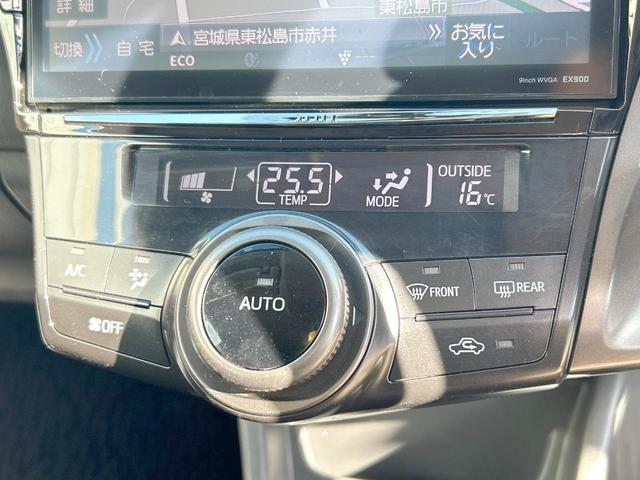 詳細
東松島市
切換 自宅 宮城県東松島市赤井 お気に入り ルート
ECO
9inch WVGA EX900
25.5
TEMP
MODE
OUTSIDE
16℃
A/C
AUTO
OFF
FRONT
REAR